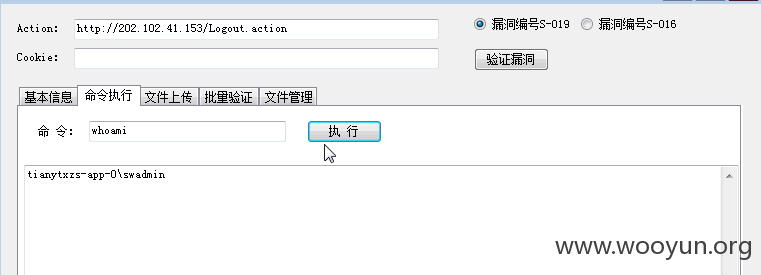 Action: http://202.102.41.153/Logout.action 漏洞编号S-019 漏洞编号S-016
Cookie: 验证漏洞
基本信息 命令执行 文件上传 批量验证 文件管理
命 令: whoami 执 行
tianytxzs-app-0\swadmin
www.wooyun.org